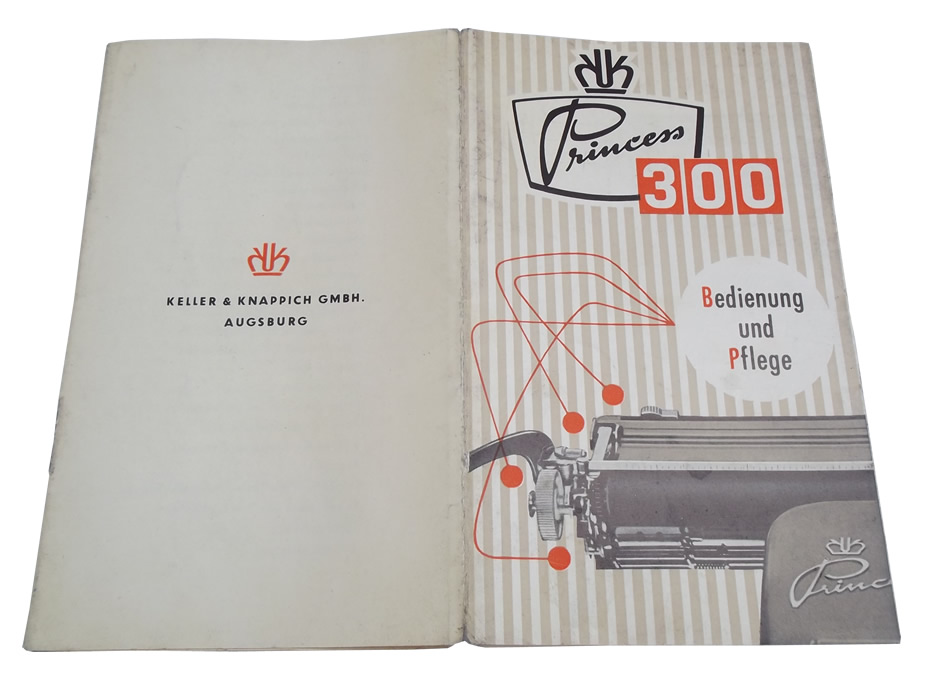 KELLER & KNAPPICH GMBH.
AUGSBURG
Princess
300
Bedienung
und
Pflege
Princ